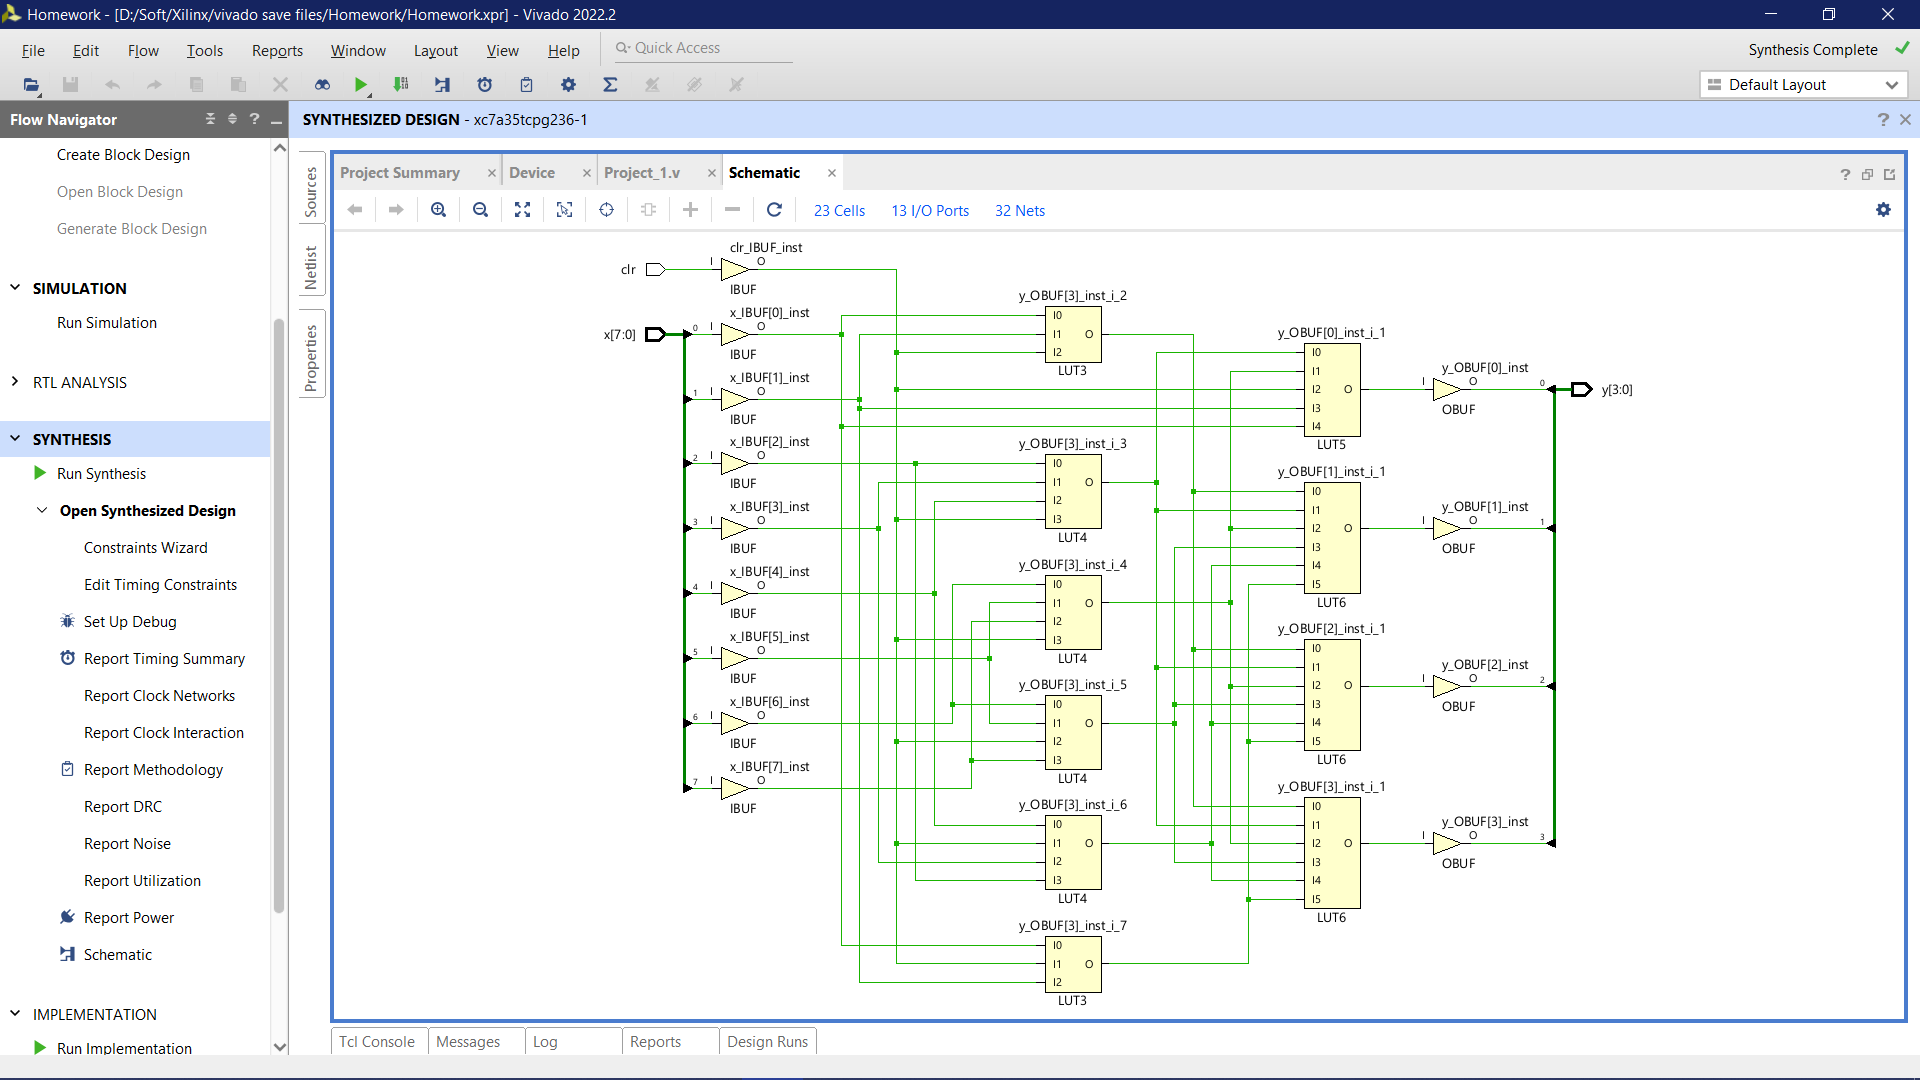 Homework - [D:/Soft/Xilinx/vivado save files/Homework/Homework.xpr] - Vivado 2022.2
File Edit Flow Tools Reports Window Layout View Help Quick Access
Synthesis Complete
Default Layout
Flow Navigator
Create Block Design
Open Block Design
Generate Block Design
SIMULATION
Run Simulation
RTL ANALYSIS
SYNTHESIS
Run Synthesis
Open Synthesized Design
Constraints Wizard
Edit Timing Constraints
Set Up Debug
Report Timing Summary
Report Clock Networks
Report Clock Interaction
Report Methodology
Report DRC
Report Noise
Report Utilization
Report Power
Schematic
IMPLEMENTATION
Run Implementation
SYNTHESIZED DESIGN - xc7a35tcpg236-1
Sources
Netlist
Properties
Project Summary Device Project_1.v Schematic
23 Cells 13 I/O Ports 32 Nets
clr
x[7:0]
clr_IBUF_inst
I O
IBUF
x_IBUF[0]_inst
0 I O
IBUF
x_IBUF[1]_inst
1 I O
IBUF
x_IBUF[2]_inst
2 I O
IBUF
x_IBUF[3]_inst
3 I O
IBUF
x_IBUF[4]_inst
4 I O
IBUF
x_IBUF[5]_inst
5 I O
IBUF
x_IBUF[6]_inst
6 I O
IBUF
x_IBUF[7]_inst
7 I O
IBUF
y_OBUF[3]_inst_i_2
I0
I1 O
I2
LUT3
y_OBUF[3]_inst_i_3
I0
I1 O
I2
I3
LUT4
y_OBUF[3]_inst_i_4
I0
I1 O
I2
I3
LUT4
y_OBUF[3]_inst_i_5
I0
I1 O
I2
I3
LUT4
y_OBUF[3]_inst_i_6
I0
I1 O
I2
I3
LUT4
y_OBUF[3]_inst_i_7
I0
I1 O
I2
LUT3
y_OBUF[0]_inst_i_1
I0
I1
I2 O
I3
I4
LUT5
y_OBUF[1]_inst_i_1
I0
I1
I2 O
I3
I4
I5
LUT6
y_OBUF[2]_inst_i_1
I0
I1
I2 O
I3
I4
I5
LUT6
y_OBUF[3]_inst_i_1
I0
I1
I2 O
I3
I4
I5
LUT6
y_OBUF[0]_inst
I O 0
OBUF
y_OBUF[1]_inst
I O 1
OBUF
y_OBUF[2]_inst
I O 2
OBUF
y_OBUF[3]_inst
I O 3
OBUF
y[3:0]
Tcl Console Messages Log Reports Design Runs